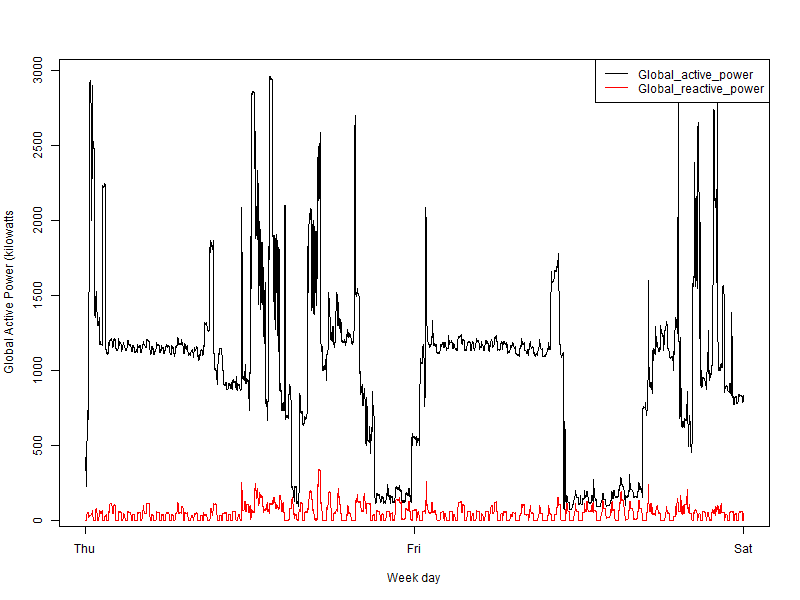 Global_active_power
Global_reactive_power
3000
2500
2000
1500
1000
500
0
Global Active Power (kilowatts
Thu Fri Sat
Week day